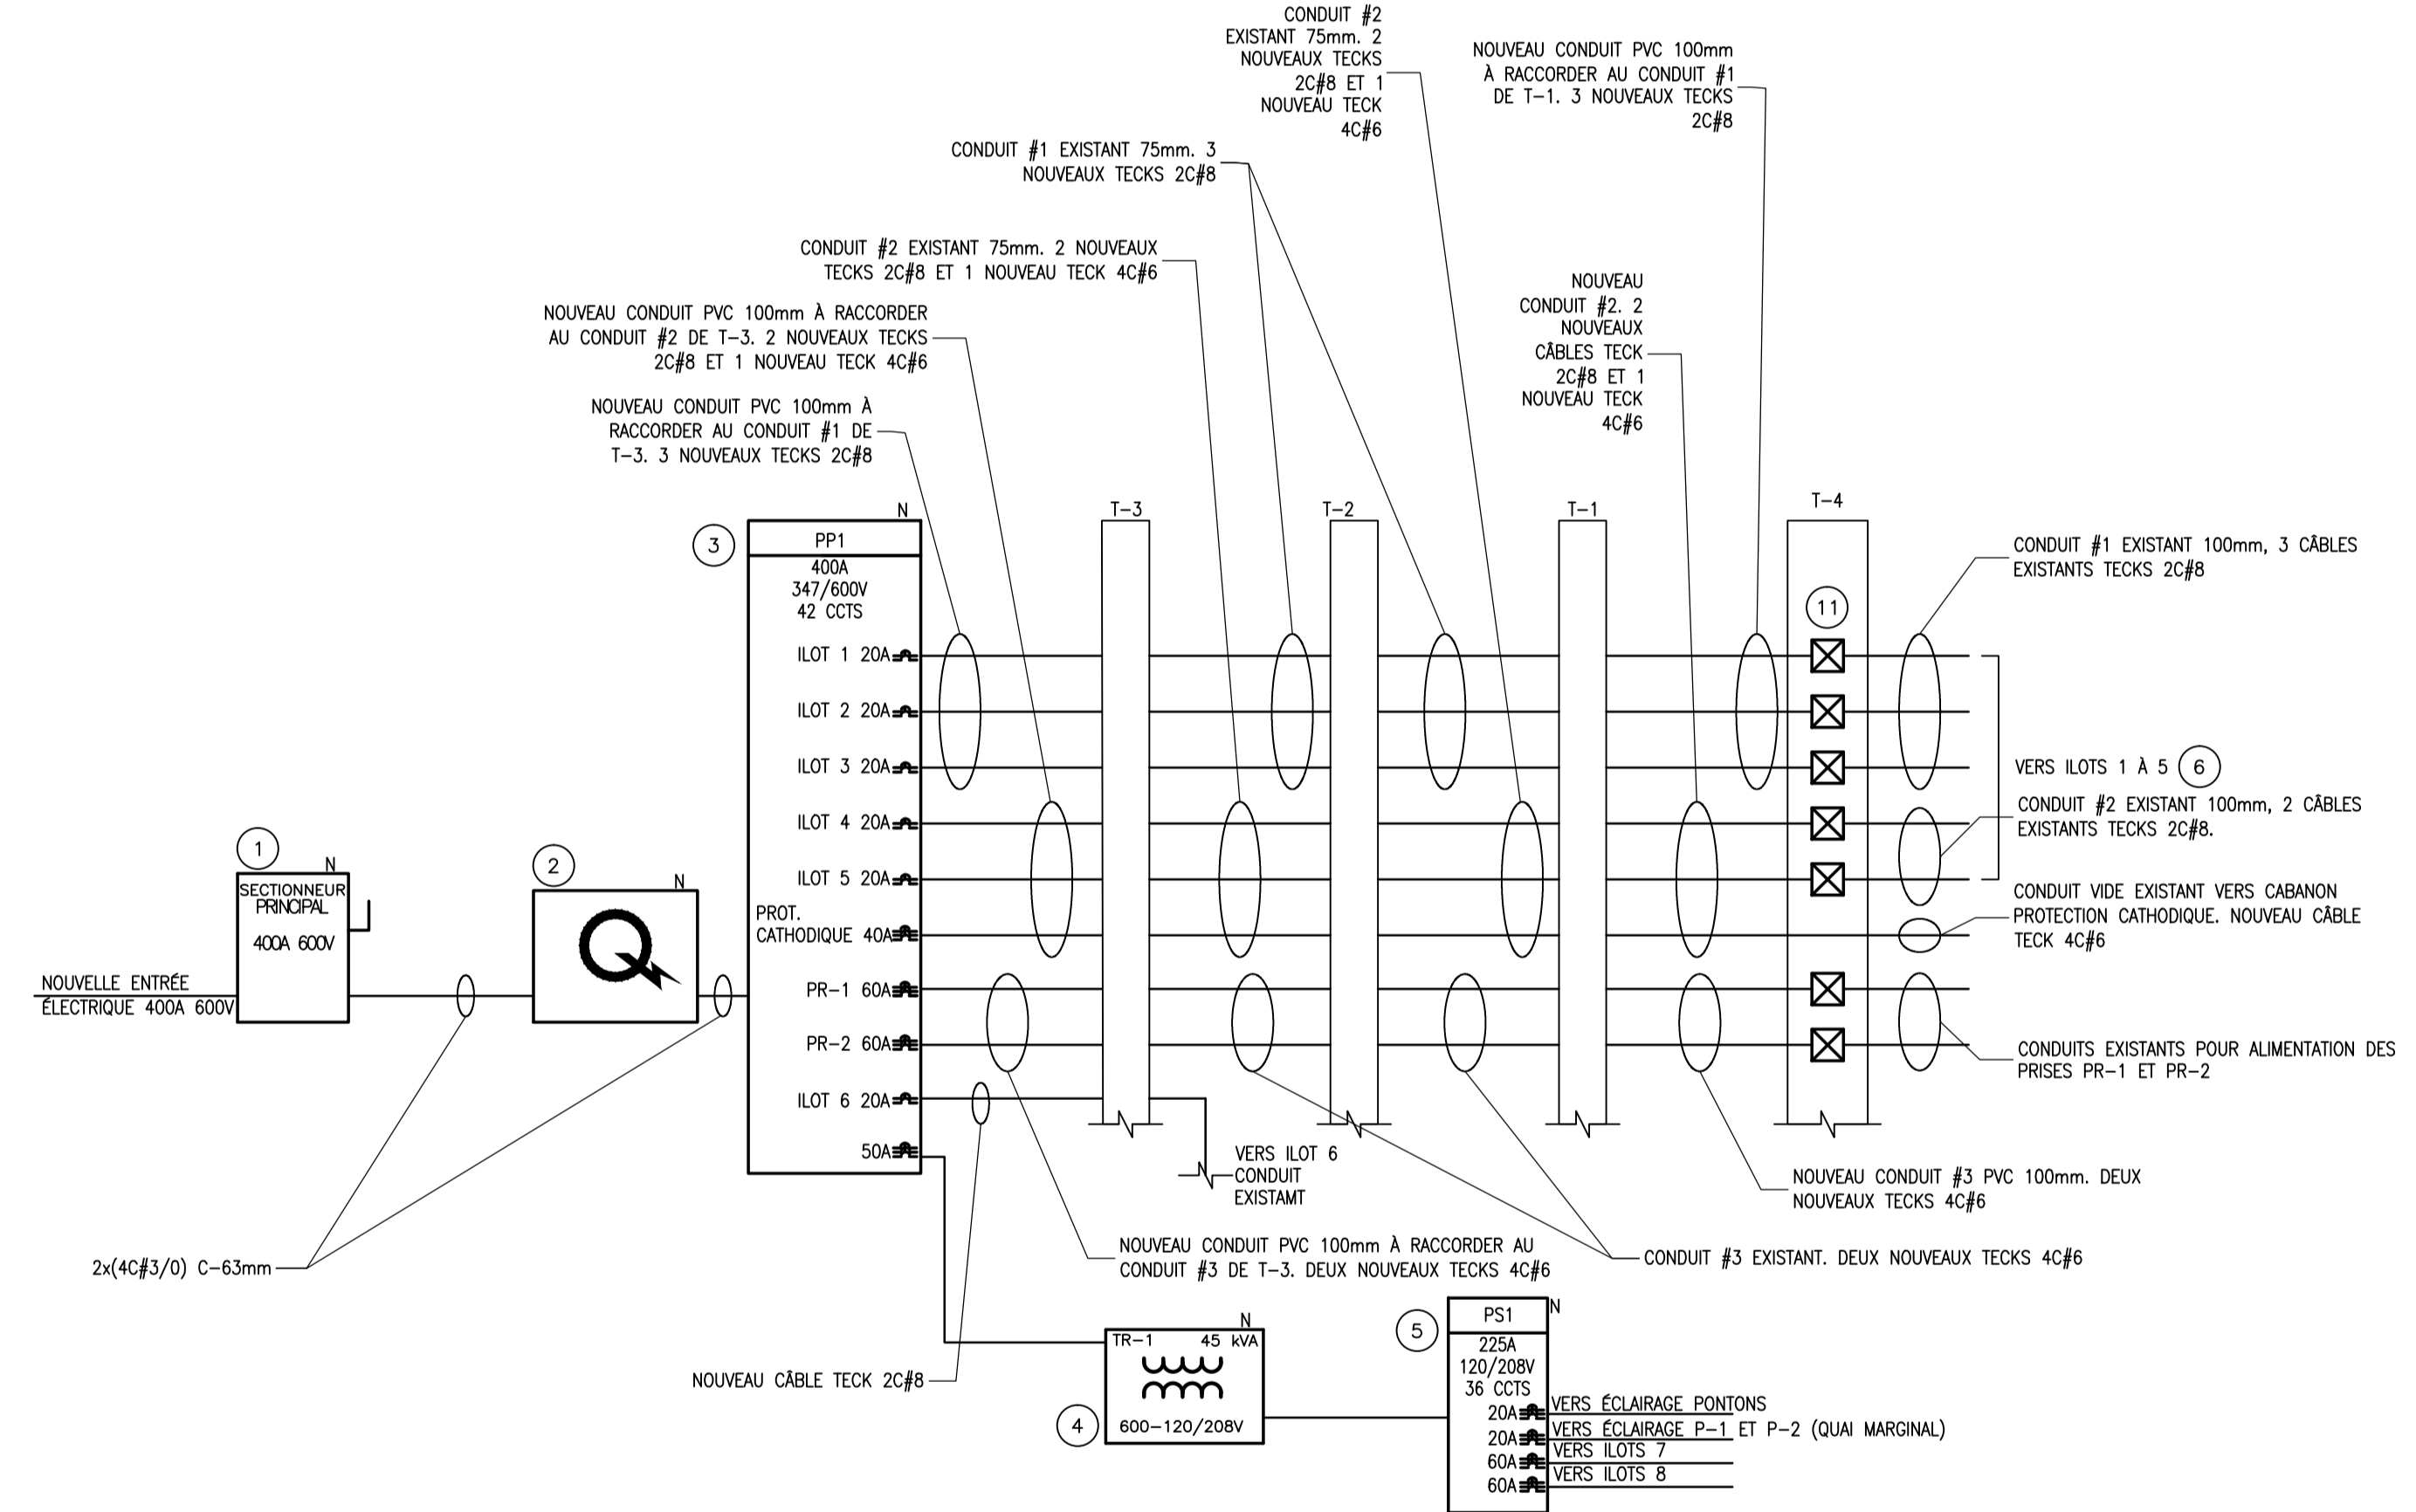 CONDUIT #2
EXISTANT 75mm. 2
NOUVEAUX TECKS
2C#8 ET 1
NOUVEAU TECK
4C#6
NOUVEAU CONDUIT PVC 100mm
À RACCORDER AU CONDUIT #1
DE T-1. 3 NOUVEAUX TECKS
2C#8
CONDUIT #1 EXISTANT 75mm. 3
NOUVEAUX TECKS 2C#8
CONDUIT #2 EXISTANT 75mm. 2 NOUVEAUX
TECKS 2C#8 ET 1 NOUVEAU TECK 4C#6
NOUVEAU
CONDUIT #2. 2
NOUVEAUX
CÂBLES TECK
2C#8 ET 1
NOUVEAU TECK
4C#6
NOUVEAU CONDUIT PVC 100mm À RACCORDER
AU CONDUIT #2 DE T-3. 2 NOUVEAUX TECKS
2C#8 ET 1 NOUVEAU TECK 4C#6
NOUVEAU CONDUIT PVC 100mm À
RACCORDER AU CONDUIT #1 DE
T-3. 3 NOUVEAUX TECKS 2C#8
T-3
T-2
T-1
T-4
3
N
PP1
400A
347/600V
42 CCTS
ILOT 1 20A
ILOT 2 20A
ILOT 3 20A
ILOT 4 20A
ILOT 5 20A
PROT.
CATHODIQUE 40A
PR-1 60A
PR-2 60A
ILOT 6 20A
50A
11
CONDUIT #1 EXISTANT 100mm, 3 CÂBLES
EXISTANTS TECKS 2C#8
VERS ILOTS 1 À 5 6
CONDUIT #2 EXISTANT 100mm, 2 CÂBLES
EXISTANTS TECKS 2C#8.
CONDUIT VIDE EXISTANT VERS CABANON
PROTECTION CATHODIQUE. NOUVEAU CÂBLE
TECK 4C#6
CONDUITS EXISTANTS POUR ALIMENTATION DES
PRISES PR-1 ET PR-2
1
N
SECTIONNEUR
PRINCIPAL
400A 600V
2
N
Q
NOUVELLE ENTRÉE
ÉLECTRIQUE 400A 600V
VERS ILOT 6
CONDUIT
EXISTAMT
NOUVEAU CONDUIT #3 PVC 100mm. DEUX
NOUVEAUX TECKS 4C#6
2x(4C#3/0) C-63mm
NOUVEAU CONDUIT PVC 100mm À RACCORDER AU
CONDUIT #3 DE T-3. DEUX NOUVEAUX TECKS 4C#6
CONDUIT #3 EXISTANT. DEUX NOUVEAUX TECKS 4C#6
NOUVEAU CÂBLE TECK 2C#8
4
N
TR-1 45 kVA
600-120/208V
5
N
PS1
225A
120/208V
36 CCTS
20A VERS ÉCLAIRAGE PONTONS
20A VERS ÉCLAIRAGE P-1 ET P-2 (QUAI MARGINAL)
60A VERS ILOTS 7
60A VERS ILOTS 8